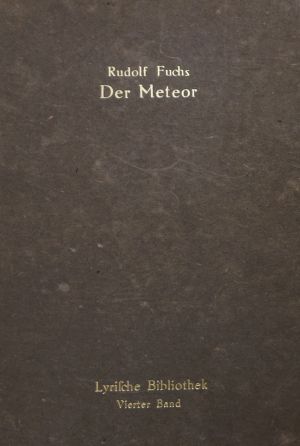 Rudolf Fuchs
Der Meteor
Lyriſche Bibliothek
Vierter Band